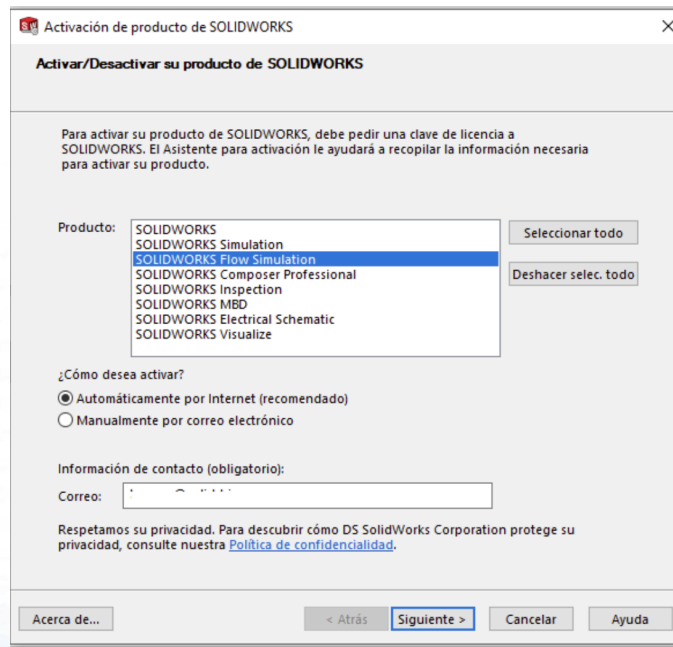 Activación de producto de SOLIDWORKS
Activar/Desactivar su producto de SOLIDWORKS
Para activar su producto de SOLIDWORKS, debe pedir una clave de licencia a
SOLIDWORKS. El Asistente para activación le ayudará a recopilar la información necesaria
para activar su producto.
Producto:
SOLIDWORKS
SOLIDWORKS Simulation
SOLIDWORKS Flow Simulation
SOLIDWORKS Composer Professional
SOLIDWORKS Inspection
SOLIDWORKS MBD
SOLIDWORKS Electrical Schematic
SOLIDWORKS Visualize
Seleccionar todo
Deshacer selec. todo
¿Cómo desea activar?
Automáticamente por Internet (recomendado)
Manualmente por correo electrónico
Información de contacto (obligatorio):
Correo:
Respetamos su privacidad. Para descubrir cómo DS SolidWorks Corporation protege su
privacidad, consulte nuestra Política de confidencialidad.
Acerca de...
< Atrás
Siguiente >
Cancelar
Ayuda